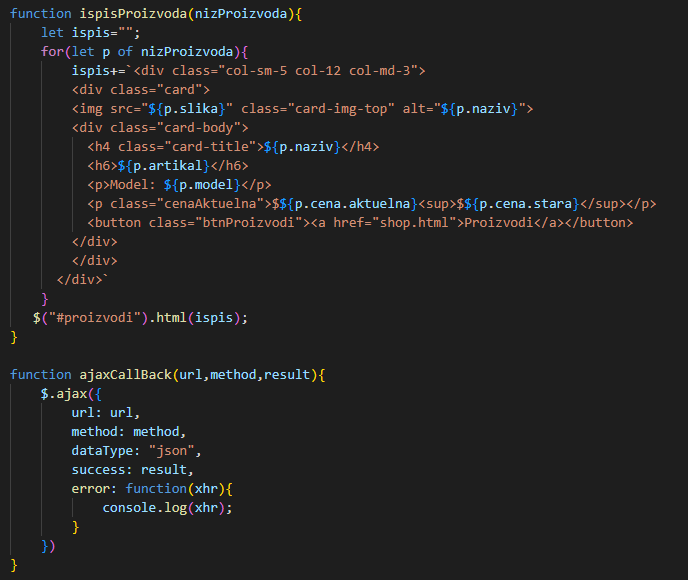 function ispisProizvoda(nizProizvoda){
    let ispis="";
    for(let p of nizProizvoda){
        ispis+=`<div class="col-sm-5 col-12 col-md-3">
        <div class="card">
        <img src="${p.slika}" class="card-img-top" alt="${p.naziv}">
        <div class="card-body">
          <h4 class="card-title">${p.naziv}</h4>
          <h6>${p.artikal}</h6>
          <p>Model: ${p.model}</p>
          <p class="cenaAktuelna">$${p.cena.aktuelna}<sup>$${p.cena.stara}</sup></p>
          <button class="btnProizvodi"><a href="shop.html">Proizvodi</a></button>
        </div>
        </div>
      </div>`
    }
   $("#proizvodi").html(ispis);
}

function ajaxCallBack(url,method,result){
    $.ajax({
        url: url,
        method: method,
        dataType: "json",
        success: result,
        error: function(xhr){
            console.log(xhr);
        }
    })
}